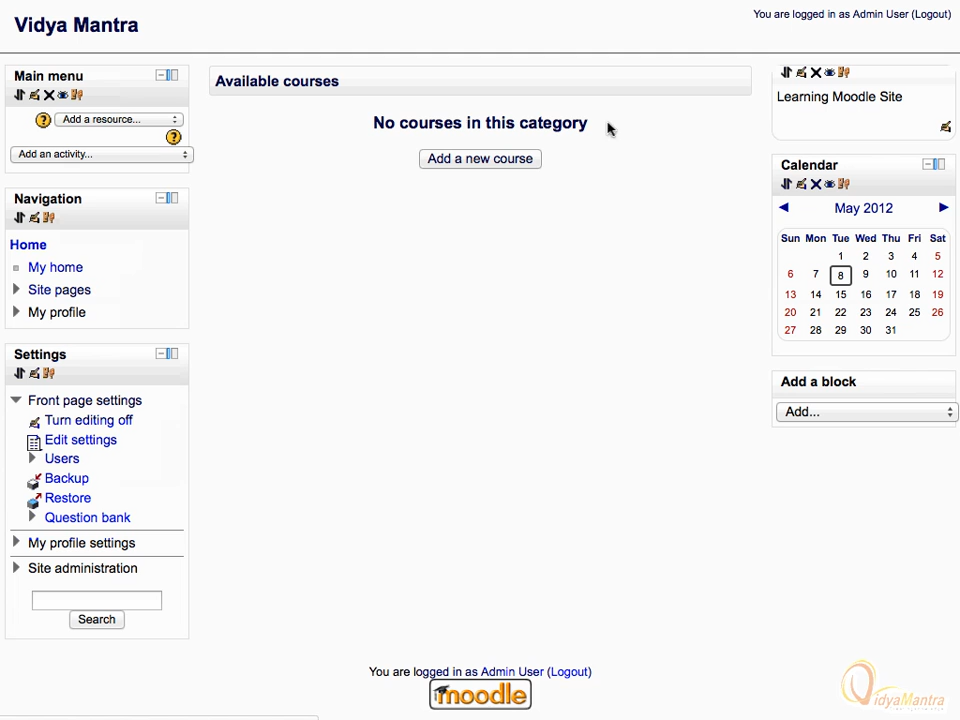 Vidya Mantra
You are logged in as Admin User (Logout)
Main menu
Add a resource...
Add an activity...
Navigation
Home
My home
Site pages
My profile
Settings
Front page settings
Turn editing off
Edit settings
Users
Backup
Restore
Question bank
My profile settings
Site administration
Search
Available courses
No courses in this category
Add a new course
Learning Moodle Site
Calendar
May 2012
Sun Mon Tue Wed Thu Fri Sat
1 2 3 4 5
6 7 8 9 10 11 12
13 14 15 16 17 18 19
20 21 22 23 24 25 26
27 28 29 30 31
Add a block
Add...
You are logged in as Admin User (Logout)
moodle
VidyaMantra